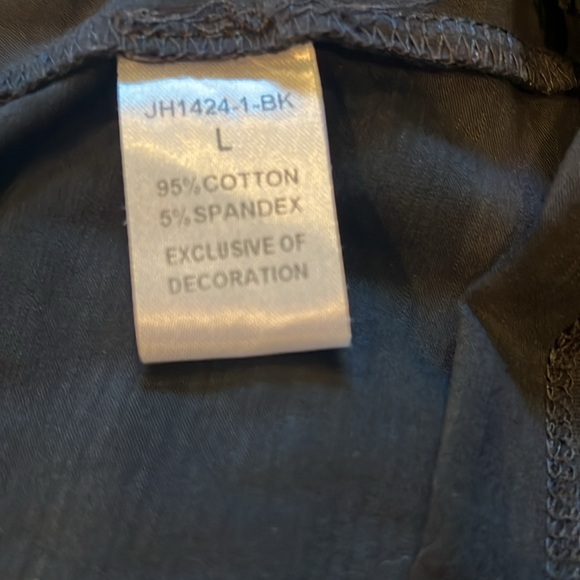 JH1424-1-BK
L
95%COTTON
5%SPANDEX
EXCLUSIVE OF
DECORATION